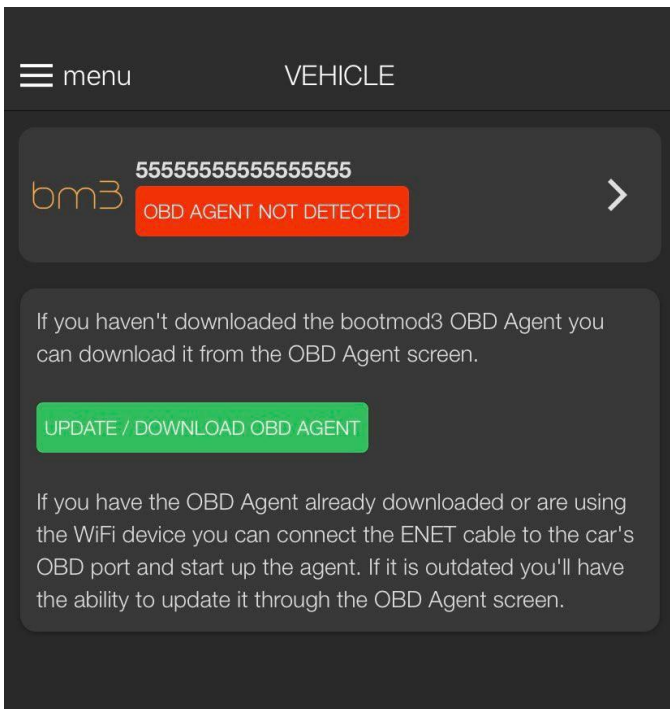 menu
VEHICLE
bm3
55555555555555555
OBD AGENT NOT DETECTED
If you haven't downloaded the bootmod3 OBD Agent you
can download it from the OBD Agent screen.
UPDATE / DOWNLOAD OBD AGENT
If you have the OBD Agent already downloaded or are using
the WiFi device you can connect the ENET cable to the car's
OBD port and start up the agent. If it is outdated you'll have
the ability to update it through the OBD Agent screen.